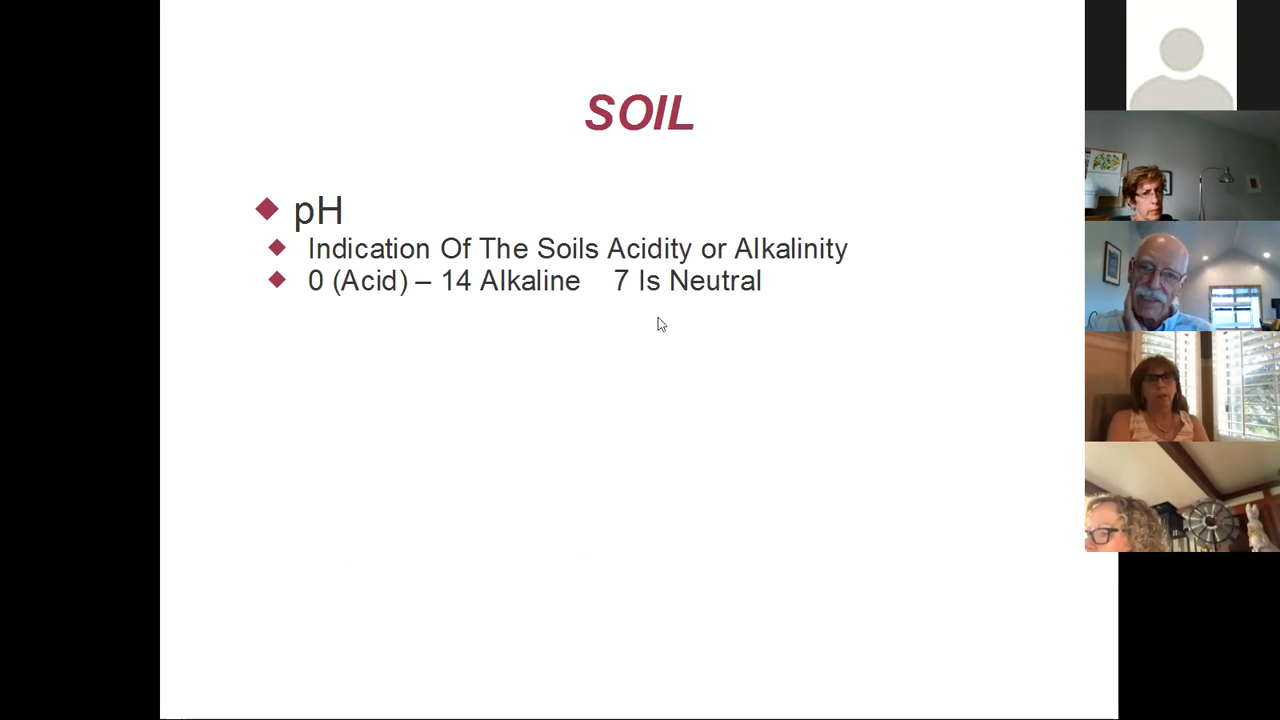 SOIL
pH
Indication Of The Soils Acidity or Alkalinity
0 (Acid) – 14 Alkaline    7 Is Neutral